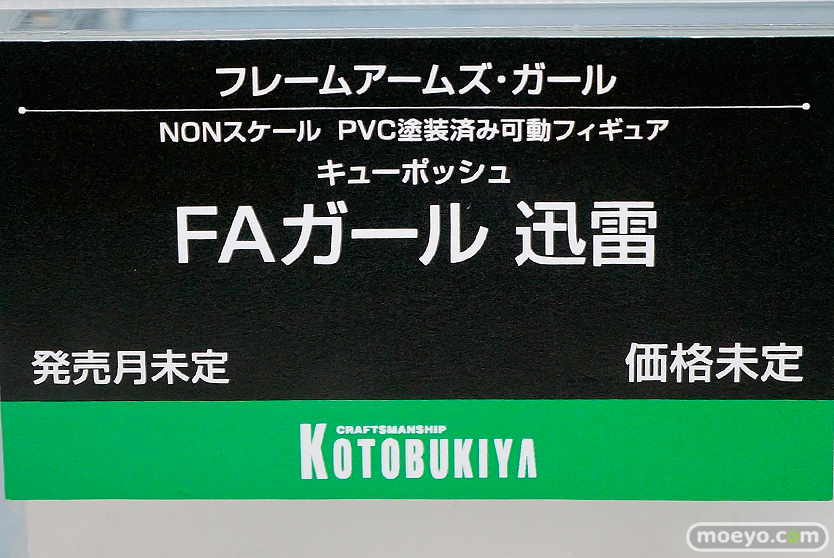 フレームアームズ・ガール
NONスケール PVC塗装済み可動フィギュア
キューポッシュ
FAガール 迅雷
発売月未定
価格未定
CRAFTSMANSHIP
KOTOBUKIYA
moeyo.com